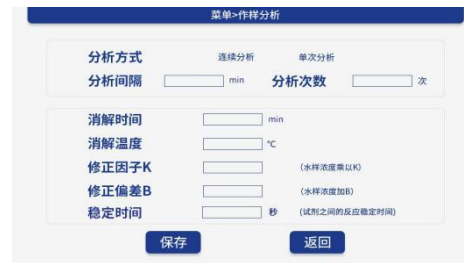 菜单>作样分析
分析方式 连续分析 单次分析
分析间隔 min 分析次数 次
消解时间 min
消解温度 ℃
修正因子K (水样浓度乘以K)
修正偏差B (水样浓度加B)
稳定时间 秒 (试剂之间的反应稳定时间)
保存 返回